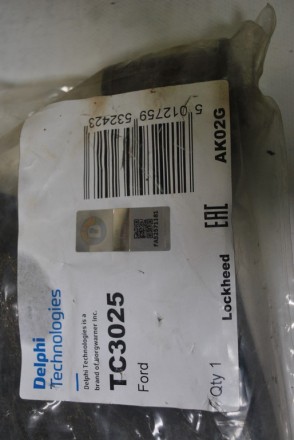 Delphi
Technologies
Delphi Technologies is a
brand of BorgWarner Inc.
TC3025
Ford
Qty 1
Lockheed
EAC
AK02G
5 012759 532423